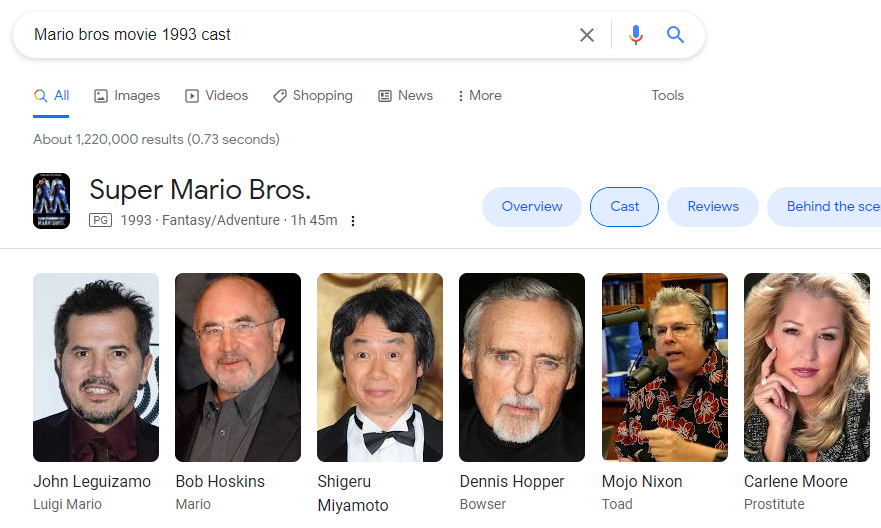 Mario bros movie 1993 cast
All Images Videos Shopping News More Tools
About 1,220,000 results (0.73 seconds)
Super Mario Bros.
PG 1993 · Fantasy/Adventure · 1h 45m
Overview Cast Reviews Behind the sce
John Leguizamo Bob Hoskins Shigeru Miyamoto Dennis Hopper Mojo Nixon Carlene Moore
Luigi Mario Mario Bowser Toad Prostitute